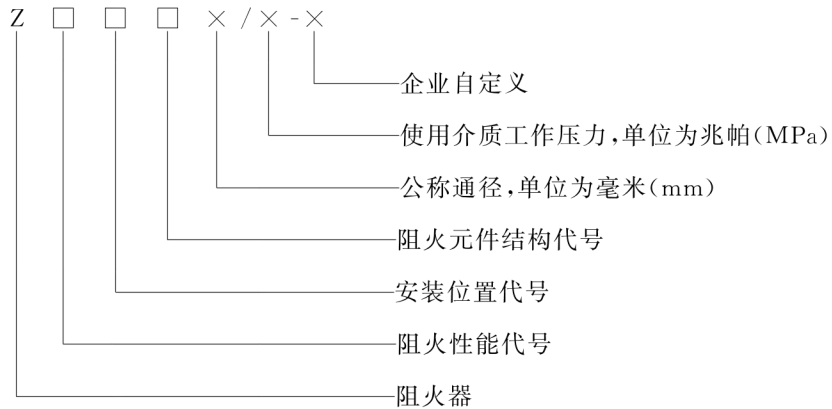 Z □ □ □ ×/×-×
企业自定义
使用介质工作压力,单位为兆帕(MPa)
公称通径,单位为毫米(mm)
阻火元件结构代号
安装位置代号
阻火性能代号
阻火器